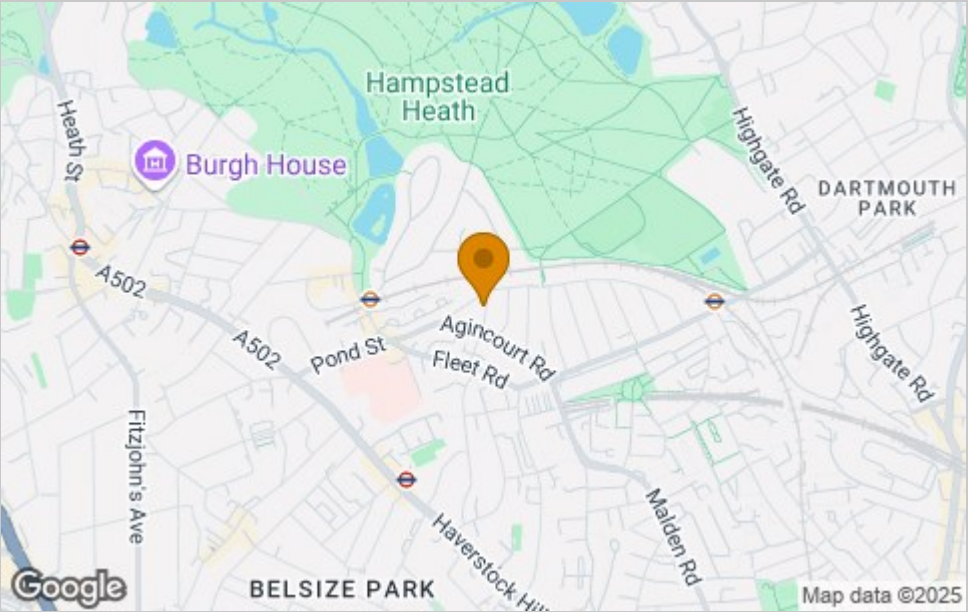 Hampstead
Heath
Heath St
Burgh House
Highgate Rd
DARTMOUTH
PARK
A502
A502
Pond St
Agincourt Rd
Fleet Rd
Highgate Rd
Fitzjohn's Ave
Malden Rd
Haverstock Hill
BELSIZE PARK
Google
Map data ©2025